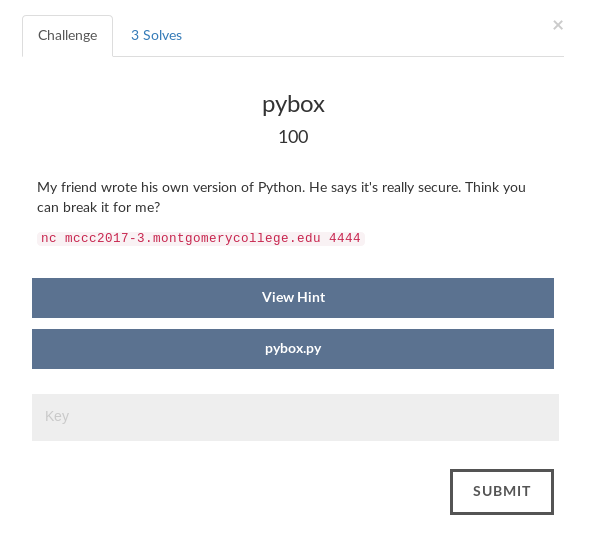 Challenge
3 Solves
×
pybox
100
My friend wrote his own version of Python. He says it's really secure. Think you
can break it for me?
nc mccc2017-3.montgomerycollege.edu 4444
View Hint
pybox.py
Key
SUBMIT